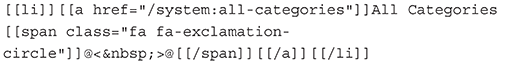 [[li]][[a href="/system:all-categories"]]All Categories
[[span class="fa fa-exclamation-
circle"]]@<&nbsp;>@[[/span]][[/a]][[/li]]